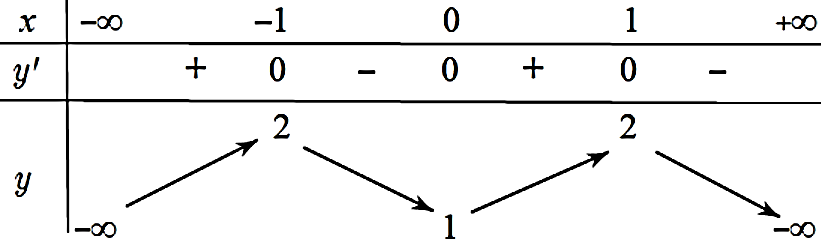 x −∞ −1 0 1 +∞
y′ + 0 − 0 + 0 −
2 2
y
−∞ 1 −∞